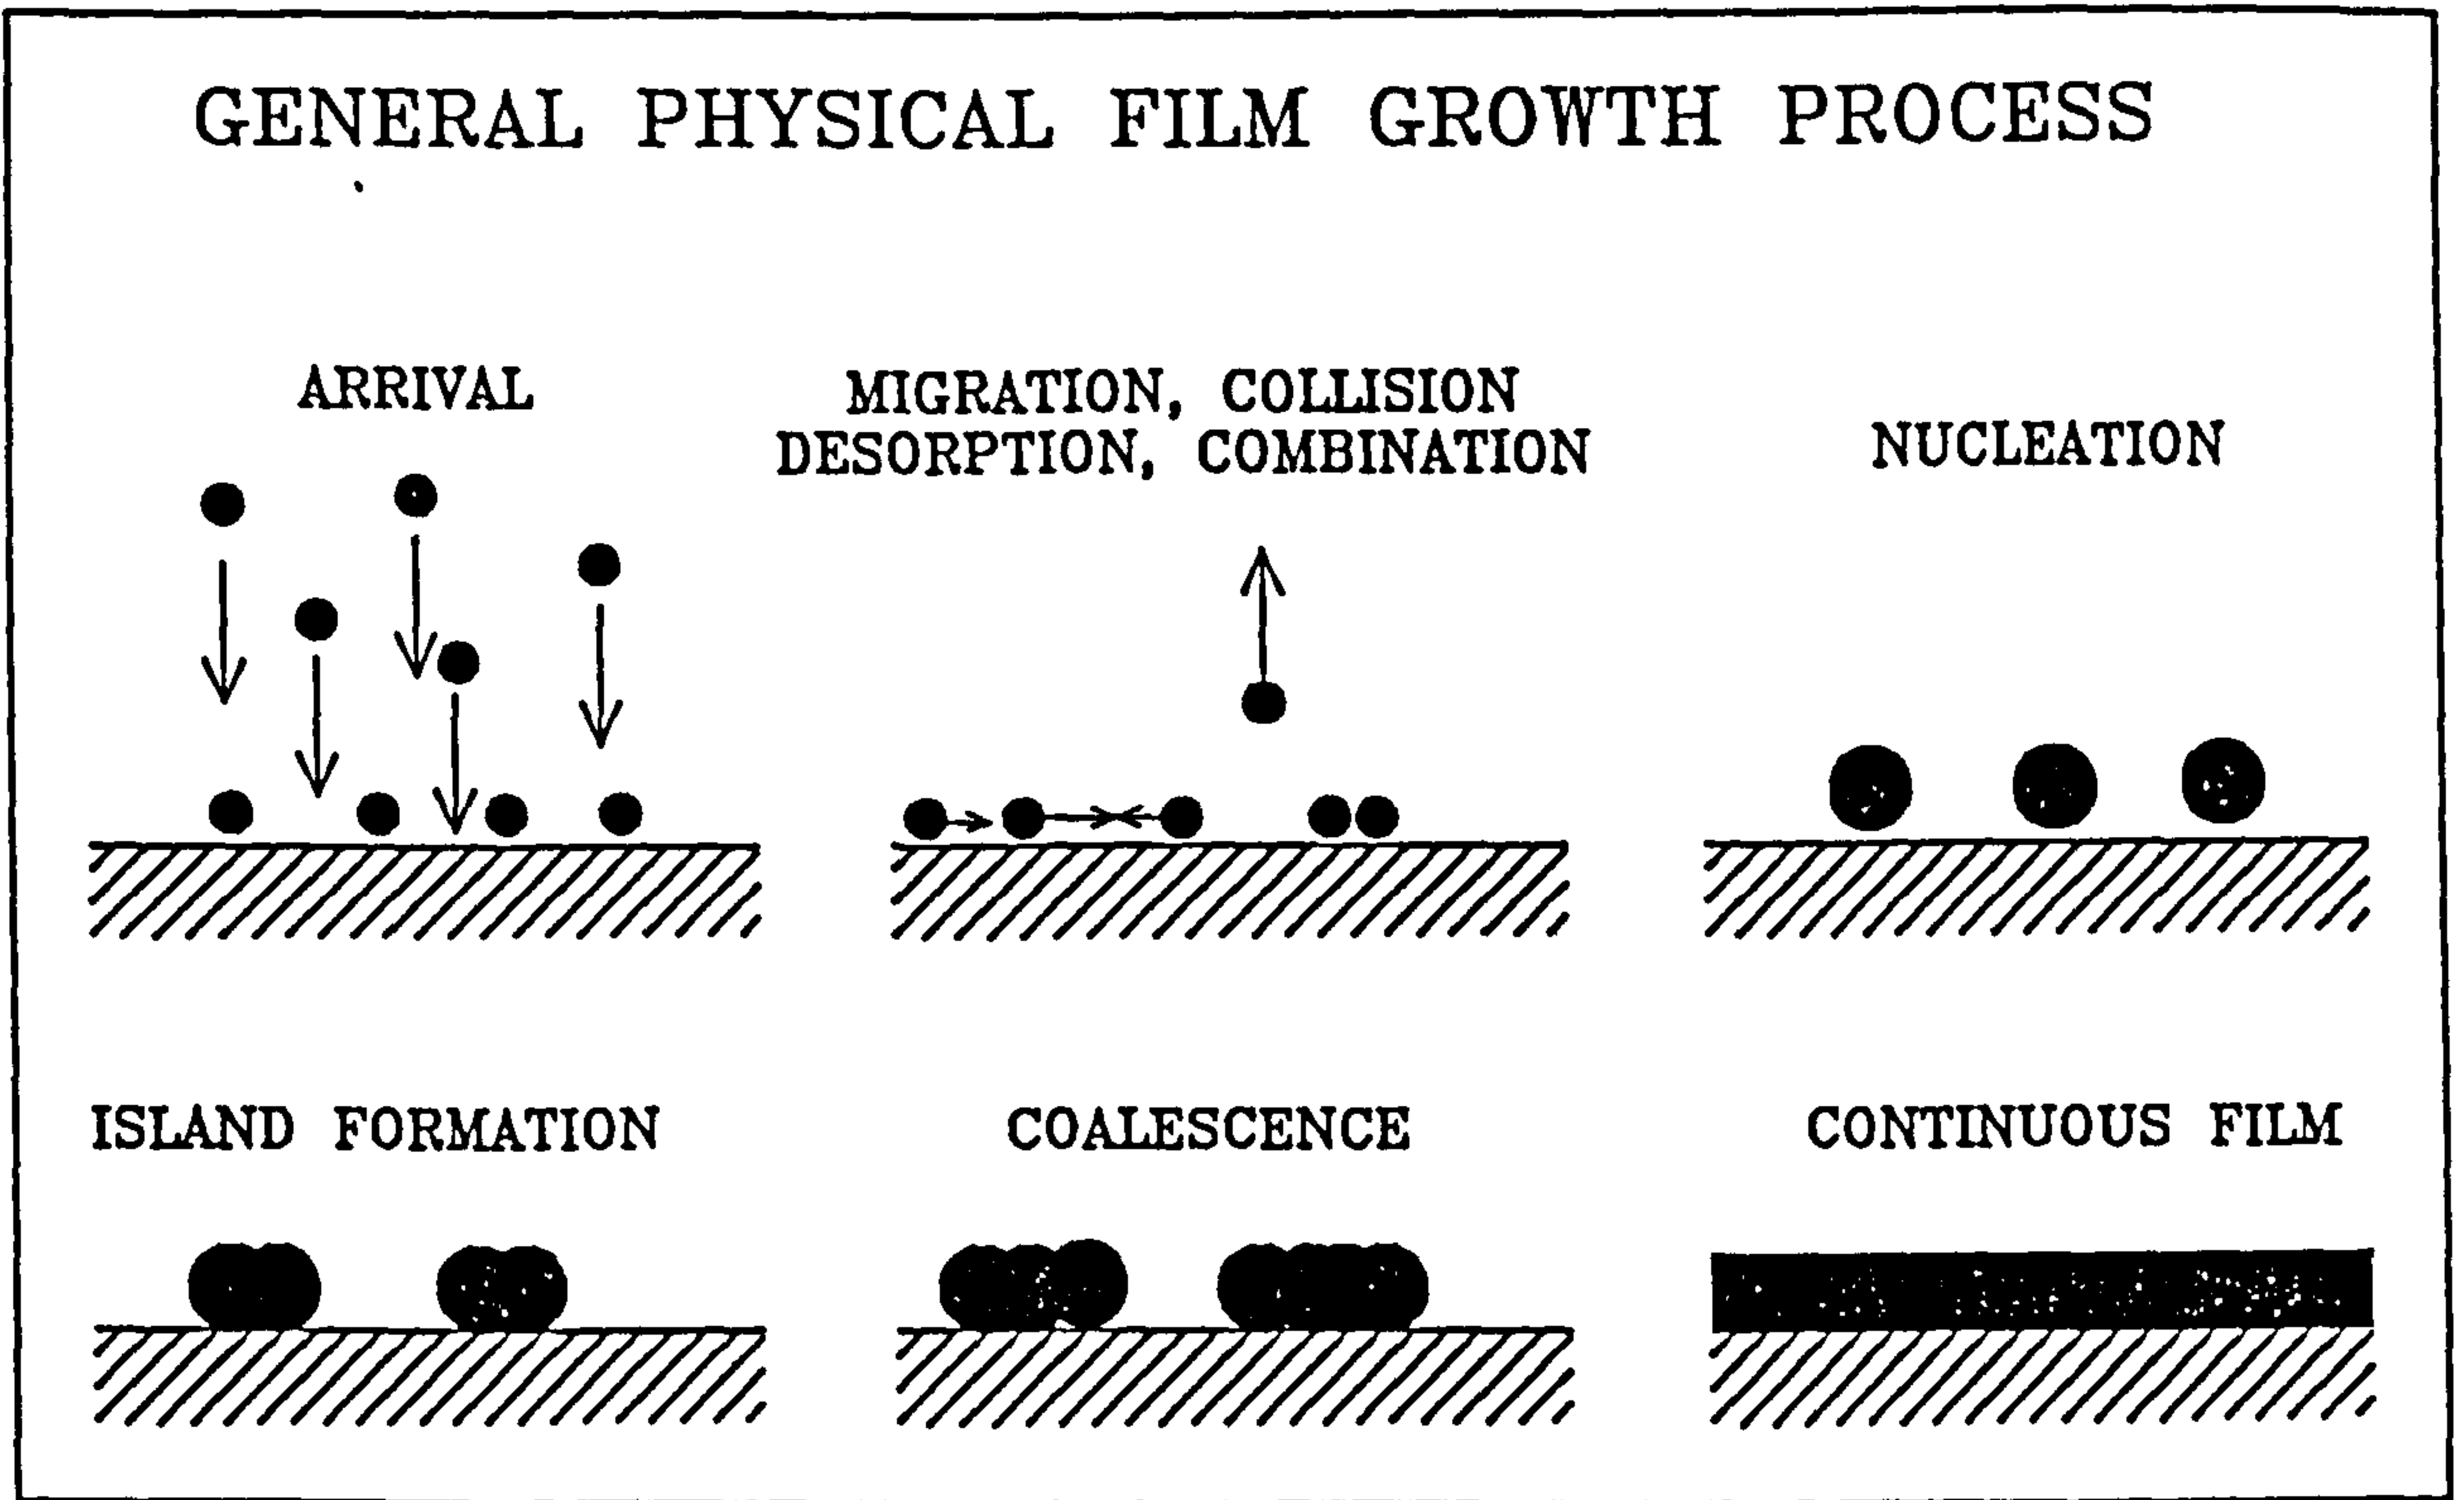 GENERAL PHYSICAL FILM GROWTH PROCESS
ARRIVAL
MIGRATION, COLLISION
DESORPTION, COMBINATION
NUCLEATION
ISLAND FORMATION
COALESCENCE
CONTINUOUS FILM